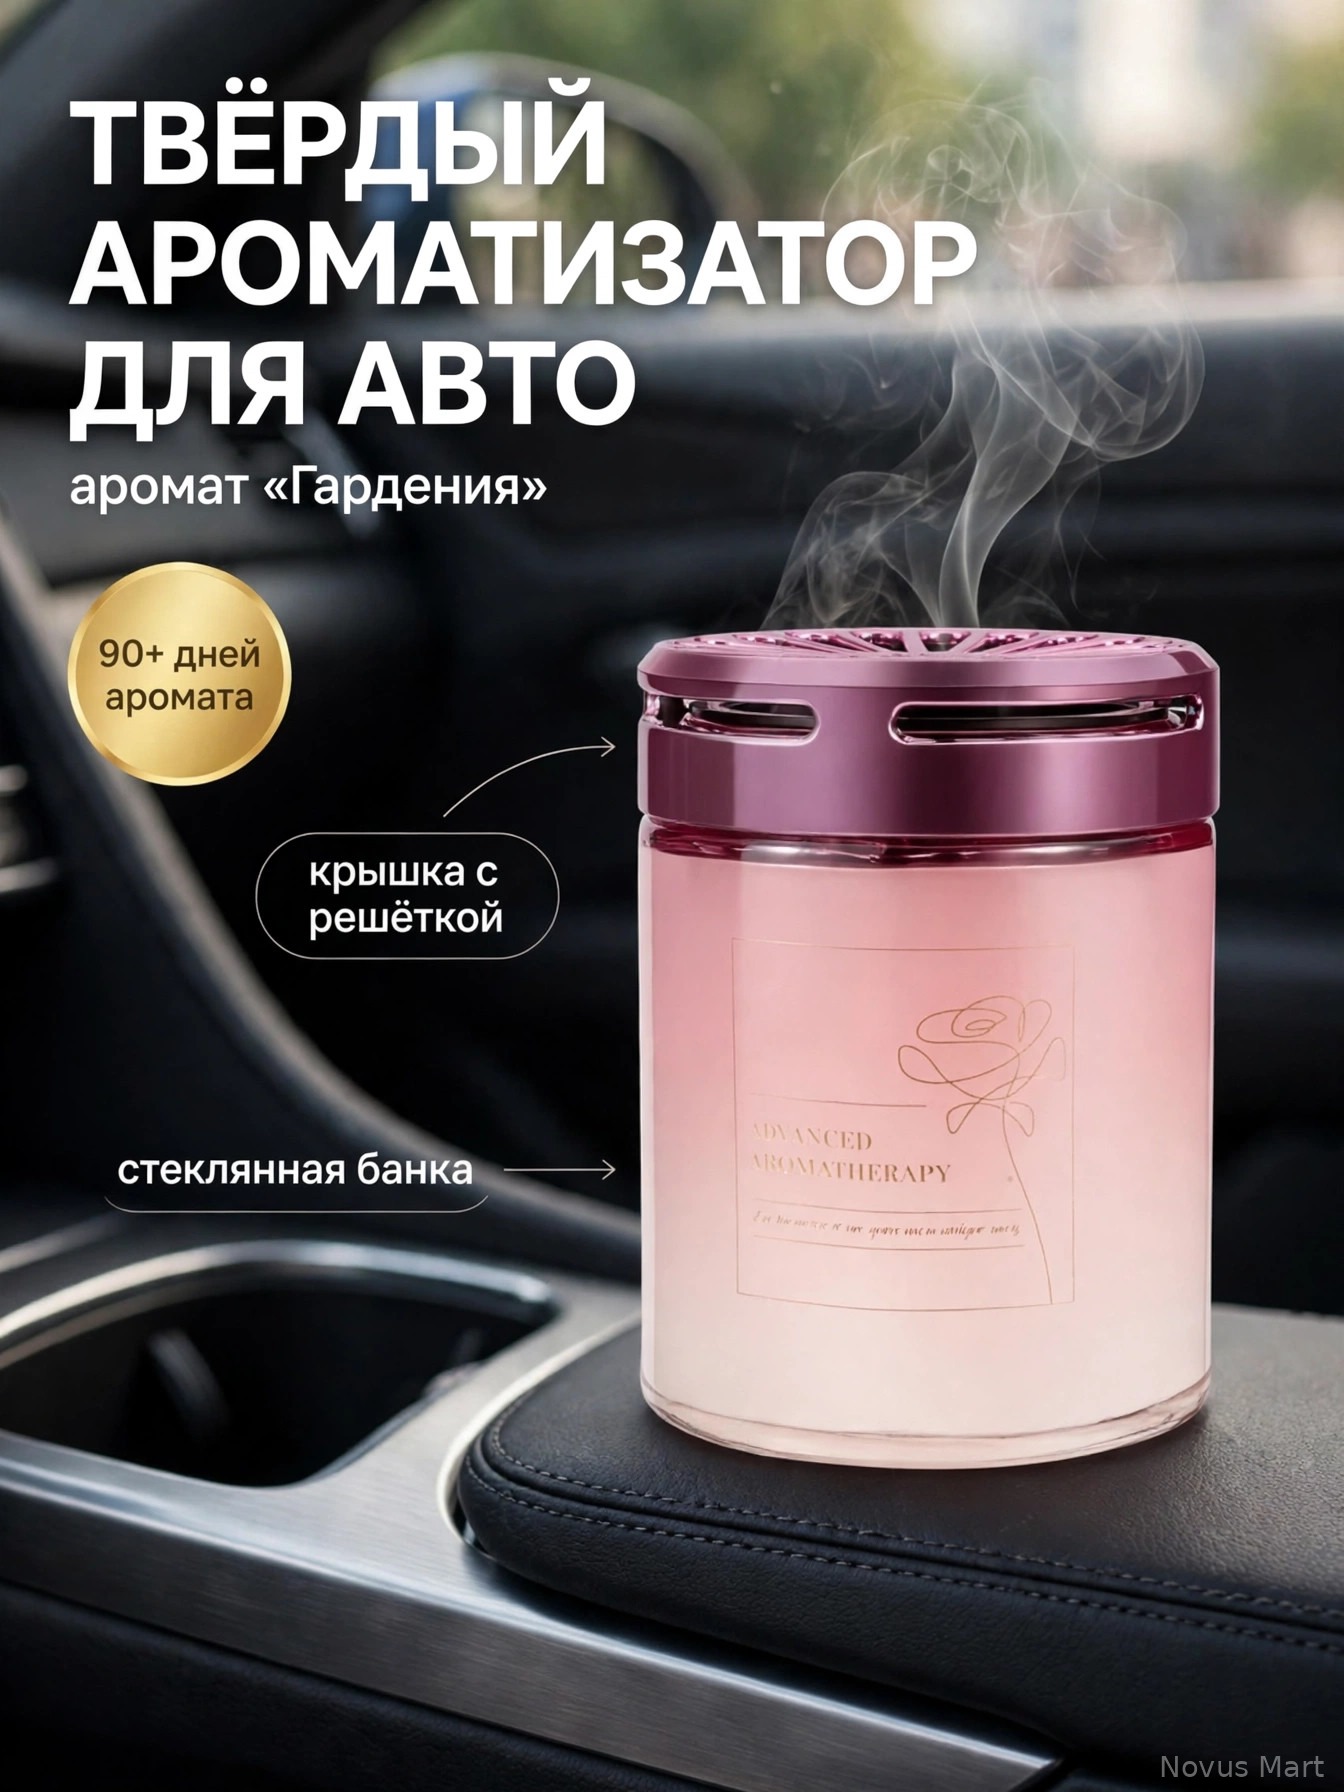 ТВЁРДЫЙ
АРОМАТИЗАТОР
ДЛЯ АВТО
аромат «Гардения»
90+ дней
аромата
крышка с
решёткой
стеклянная банка
ADVANCED
AROMATHERAPY
Novus Mart